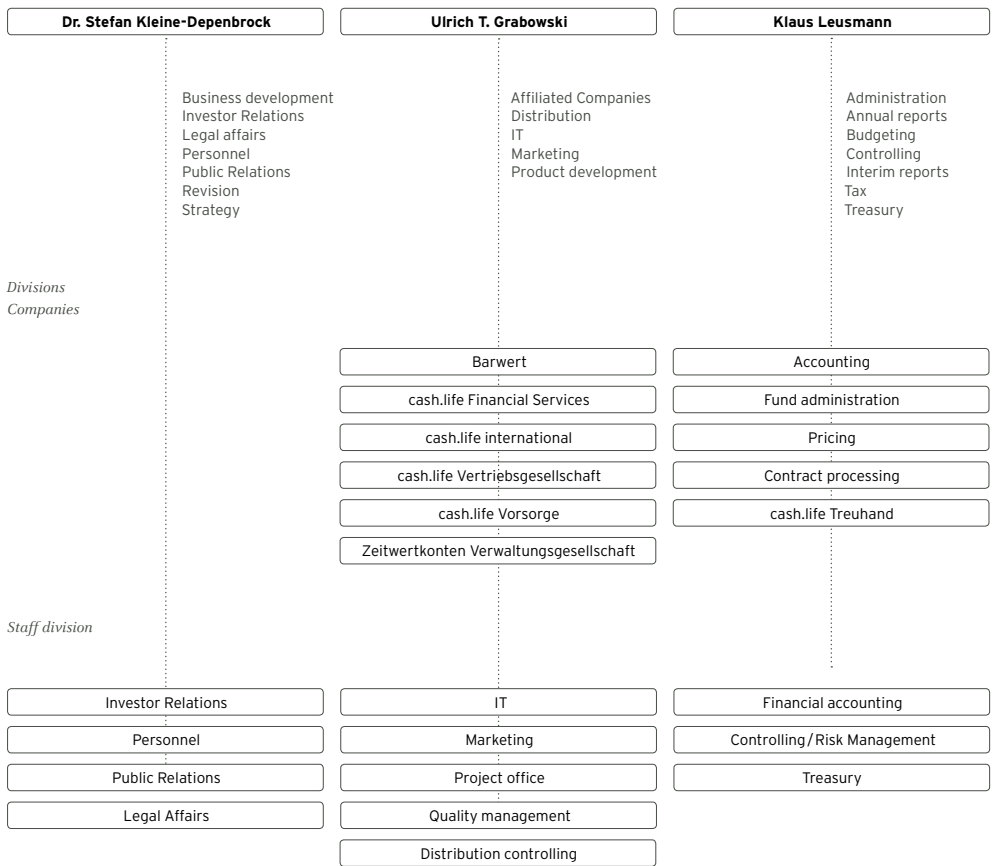 Dr. Stefan Kleine-Depenbrock
Ulrich T. Grabowski
Klaus Leusmann
Business development
Investor Relations
Legal affairs
Personnel
Public Relations
Revision
Strategy
Affiliated Companies
Distribution
IT
Marketing
Product development
Administration
Annual reports
Budgeting
Controlling
Interim reports
Tax
Treasury
Divisions
Companies
Barwert
cash.life Financial Services
cash.life international
cash.life Vertriebsgesellschaft
cash.life Vorsorge
Zeitwertkonten Verwaltungsgesellschaft
Accounting
Fund administration
Pricing
Contract processing
cash.life Treuhand
Staff division
Investor Relations
Personnel
Public Relations
Legal Affairs
IT
Marketing
Project office
Quality management
Distribution controlling
Financial accounting
Controlling/Risk Management
Treasury